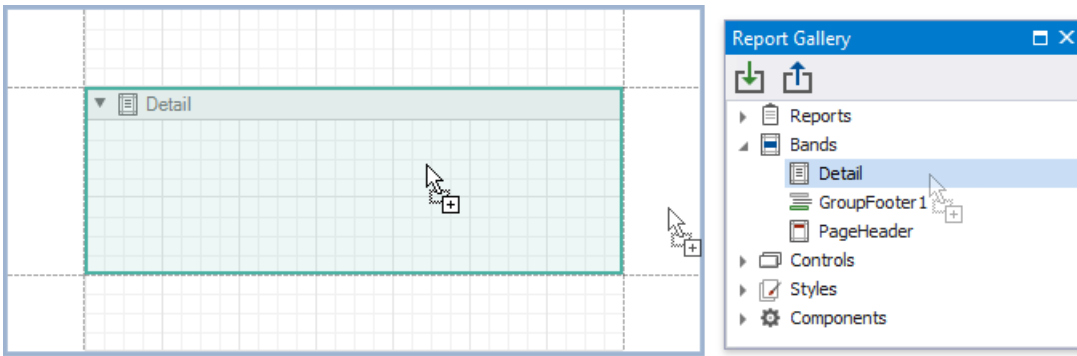 Detail
Report Gallery
Reports
Bands
Detail
GroupFooter1
PageHeader
Controls
Styles
Components